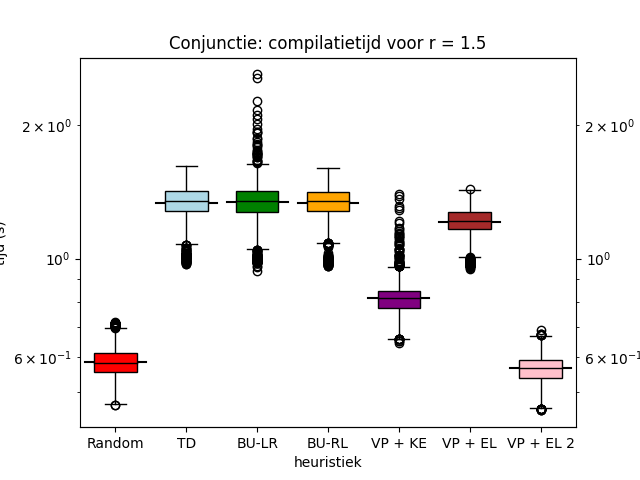 Conjunctie: compilatietijd voor r = 1.5
tijd (s)
2 × 10⁰ 2 × 10⁰
10⁰ 10⁰
6 × 10⁻¹ 6 × 10⁻¹
Random TD BU-LR BU-RL VP + KE VP + EL VP + EL 2
heuristiek